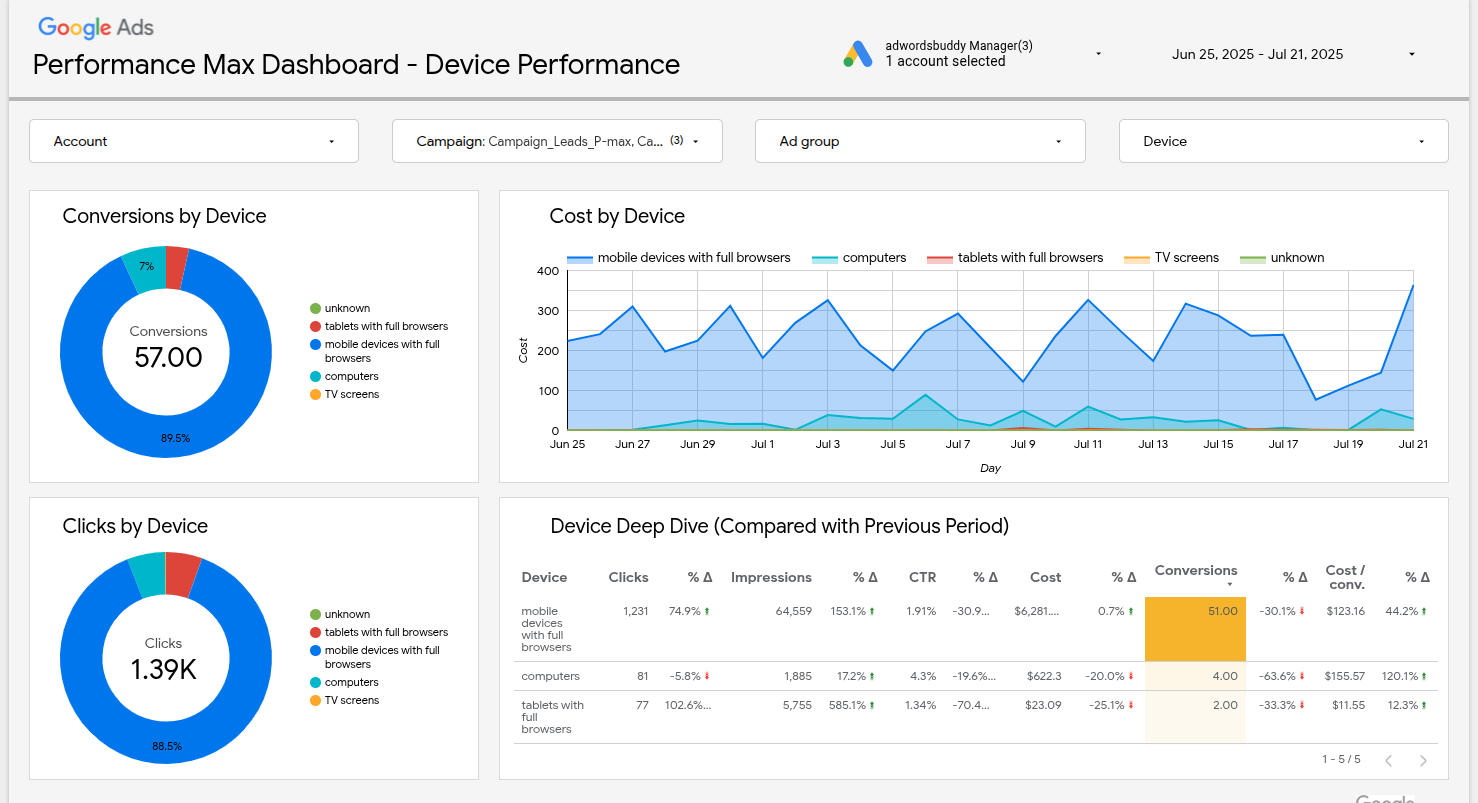 Google Ads
Performance Max Dashboard - Device Performance
adwordsbuddy Manager(3)
1 account selected
Jun 25, 2025 - Jul 21, 2025
Account
Campaign: Campaign_Leads_P-max, Ca... (3)
Ad group
Device
Conversions by Device
7%
Conversions
57.00
89.5%
unknown
tablets with full browsers
mobile devices with full
browsers
computers
TV screens
Cost by Device
mobile devices with full browsers computers tablets with full browsers TV screens unknown
400
300
200
100
0
Cost
Jun 25 Jun 27 Jun 29 Jul 1 Jul 3 Jul 5 Jul 7 Jul 9 Jul 11 Jul 13 Jul 15 Jul 17 Jul 19 Jul 21
Day
Clicks by Device
Clicks
1.39K
88.5%
unknown
tablets with full browsers
mobile devices with full
browsers
computers
TV screens
Device Deep Dive (Compared with Previous Period)
Device Clicks % Δ Impressions % Δ CTR % Δ Cost % Δ Conversions % Δ Cost /
conv. % Δ
mobile 1,231 74.9% 64,559 153.1% 1.91% -30.9... $6,281.... 0.7% 51.00 -30.1% $123.16 44.2%
devices
with full
browsers
computers 81 -5.8% 1,885 17.2% 4.3% -19.6%... $622.3 -20.0% 4.00 -63.6% $155.57 120.1%
tablets with 77 102.6%... 5,755 585.1% 1.34% -70.4... $23.09 -25.1% 2.00 -33.3% $11.55 12.3%
full
browsers
1 - 5 / 5
Google